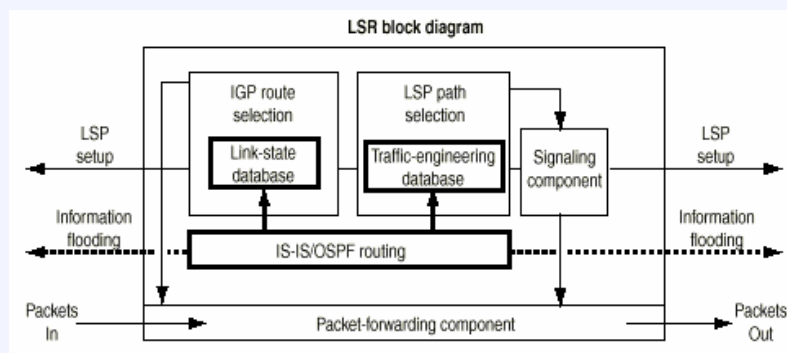 LSR block diagram
IGP route
selection
LSP path
selection
LSP
setup
Link-state
database
Traffic-engineering
database
Signaling
component
LSP
setup
Information
flooding
IS-IS/OSPF routing
Information
flooding
Packets
In
Packet-forwarding component
Packets
Out